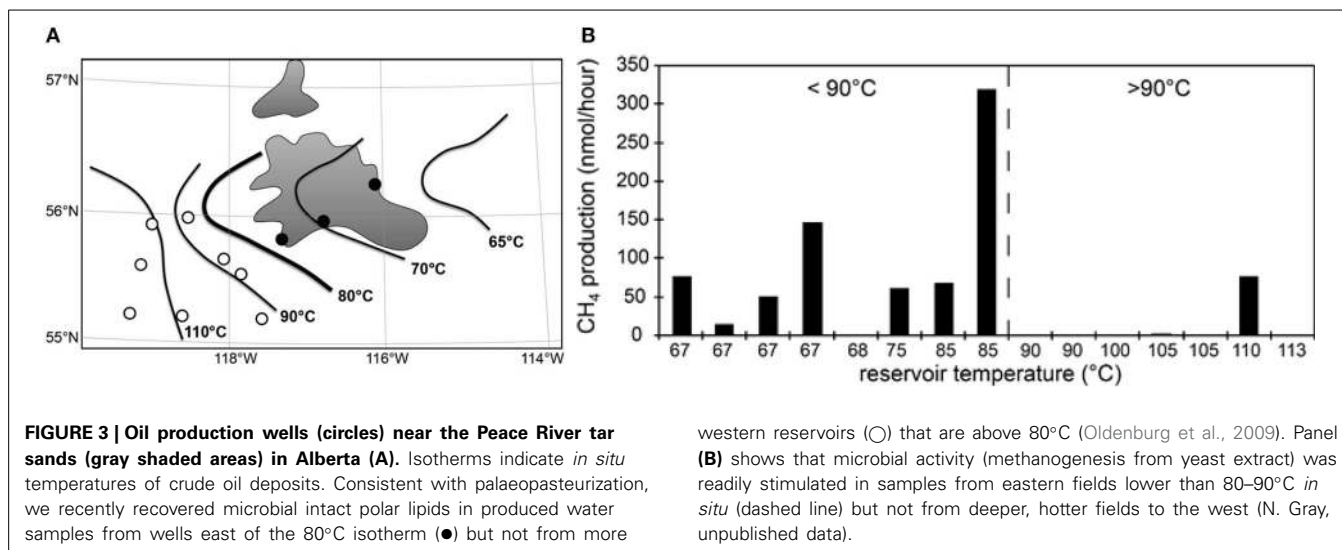 A
57°N
56°N
55°N
118°W
116°W
114°W
110°C
90°C
80°C
70°C
65°C
B
CH₄ production (nmol/hour)
350
300
250
200
150
100
50
0
< 90°C
>90°C
67 67 67 67 68 75 85 85 90 90 100 105 105 110 113
reservoir temperature (°C)
FIGURE 3 | Oil production wells (circles) near the Peace River tar
sands (gray shaded areas) in Alberta (A). Isotherms indicate in situ
temperatures of crude oil deposits. Consistent with palaeopasteurization,
we recently recovered microbial intact polar lipids in produced water
samples from wells east of the 80°C isotherm (●) but not from more
western reservoirs (○) that are above 80°C (Oldenburg et al., 2009). Panel
(B) shows that microbial activity (methanogenesis from yeast extract) was
readily stimulated in samples from eastern fields lower than 80–90°C in
situ (dashed line) but not from deeper, hotter fields to the west (N. Gray,
unpublished data).